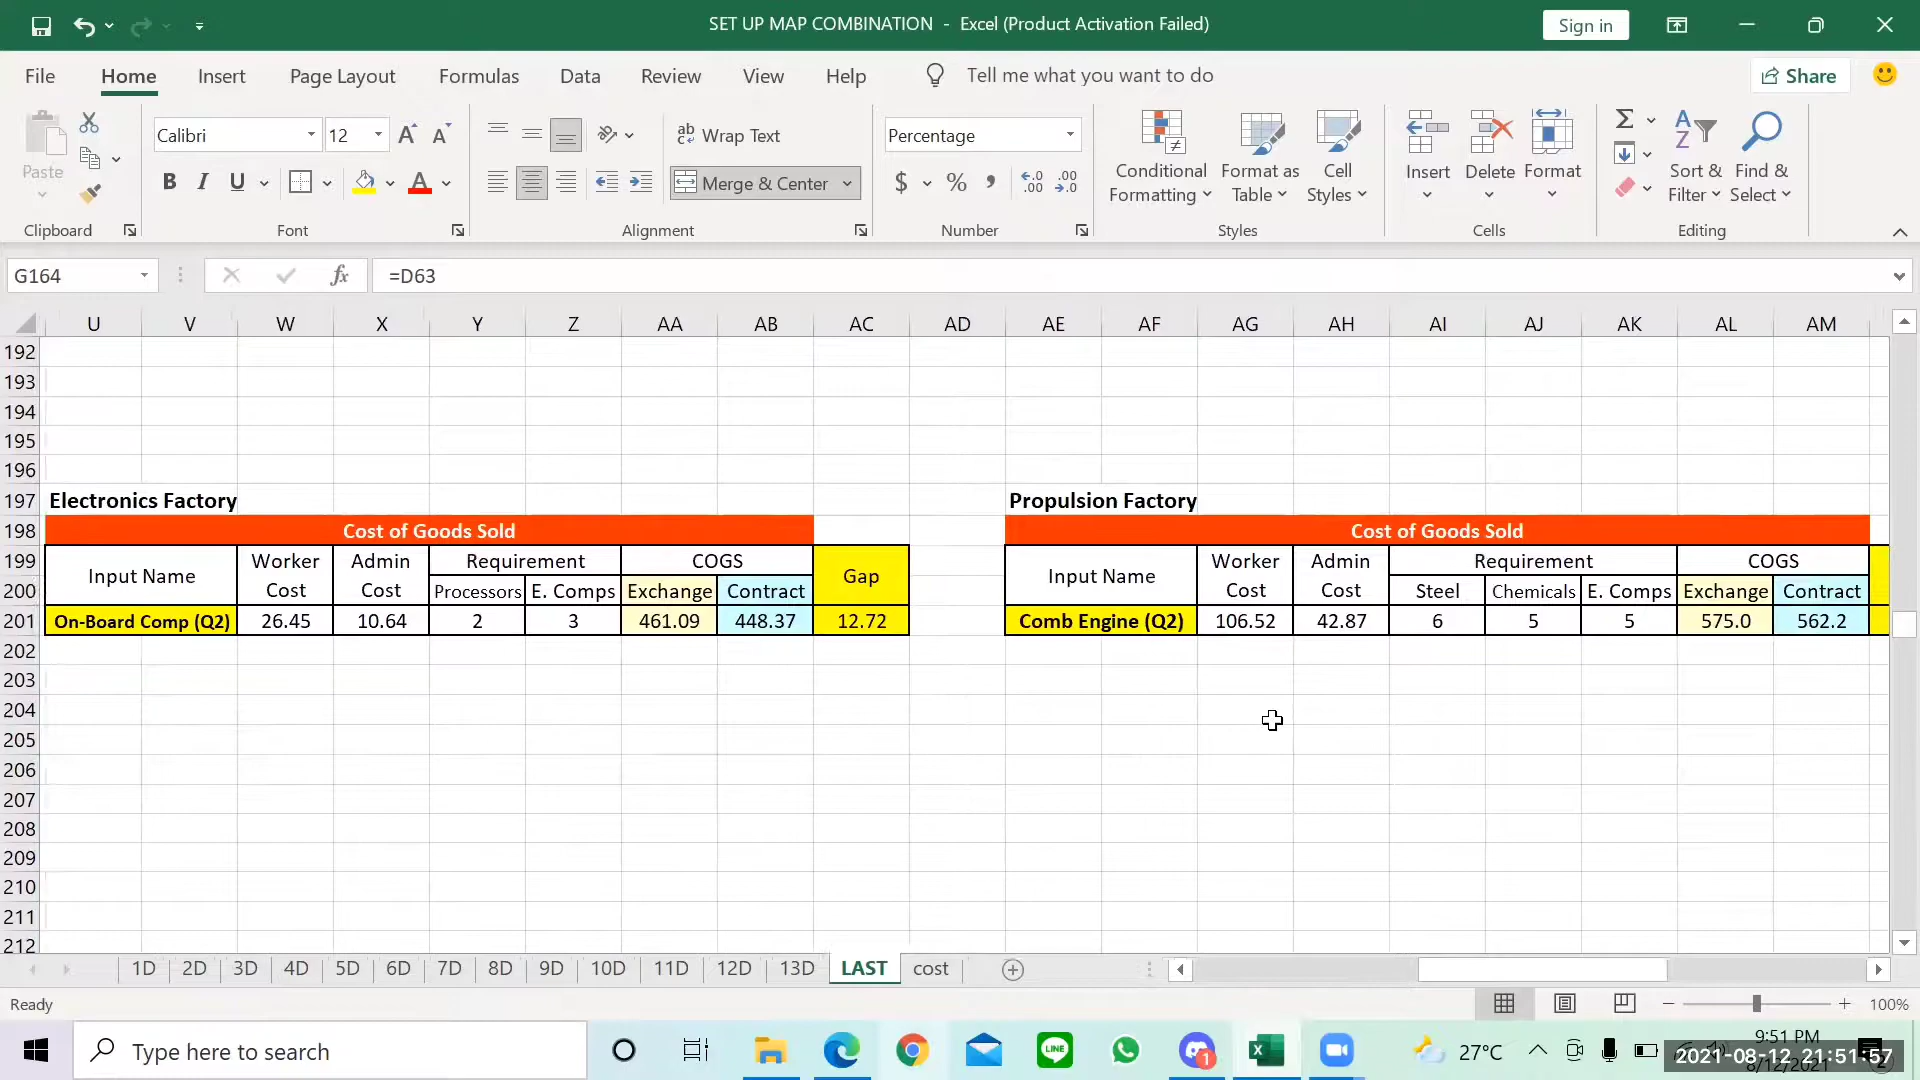 SET UP MAP COMBINATION - Excel (Product Activation Failed)
Sign in
File Home Insert Page Layout Formulas Data Review View Help Tell me what you want to do Share
Paste
Calibri 12
B I U
ab Wrap Text
Merge & Center
Percentage
$ % ,
Conditional Formatting
Format as Table
Cell Styles
Insert Delete Format
Sort & Filter
Find & Select
Clipboard Font Alignment Number Styles Cells Editing
G164 fx =D63
U V W X Y Z AA AB AC AD AE AF AG AH AI AJ AK AL AM
192
193
194
195
196
197 Electronics Factory Propulsion Factory
198 Cost of Goods Sold Cost of Goods Sold
199 Input Name Worker Admin Requirement COGS Gap Input Name Worker Admin Requirement COGS
200 Cost Cost Processors E. Comps Exchange Contract Cost Cost Steel Chemicals E. Comps Exchange Contract
201 On-Board Comp (Q2) 26.45 10.64 2 3 461.09 448.37 12.72 Comb Engine (Q2) 106.52 42.87 6 5 5 575.0 562.2
202
203
204
205
206
207
208
209
210
211
212
1D 2D 3D 4D 5D 6D 7D 8D 9D 10D 11D 12D 13D LAST cost
Ready 100%
Type here to search
LINE
1
27°C
9:51 PM
2021-08-12 21:51:57